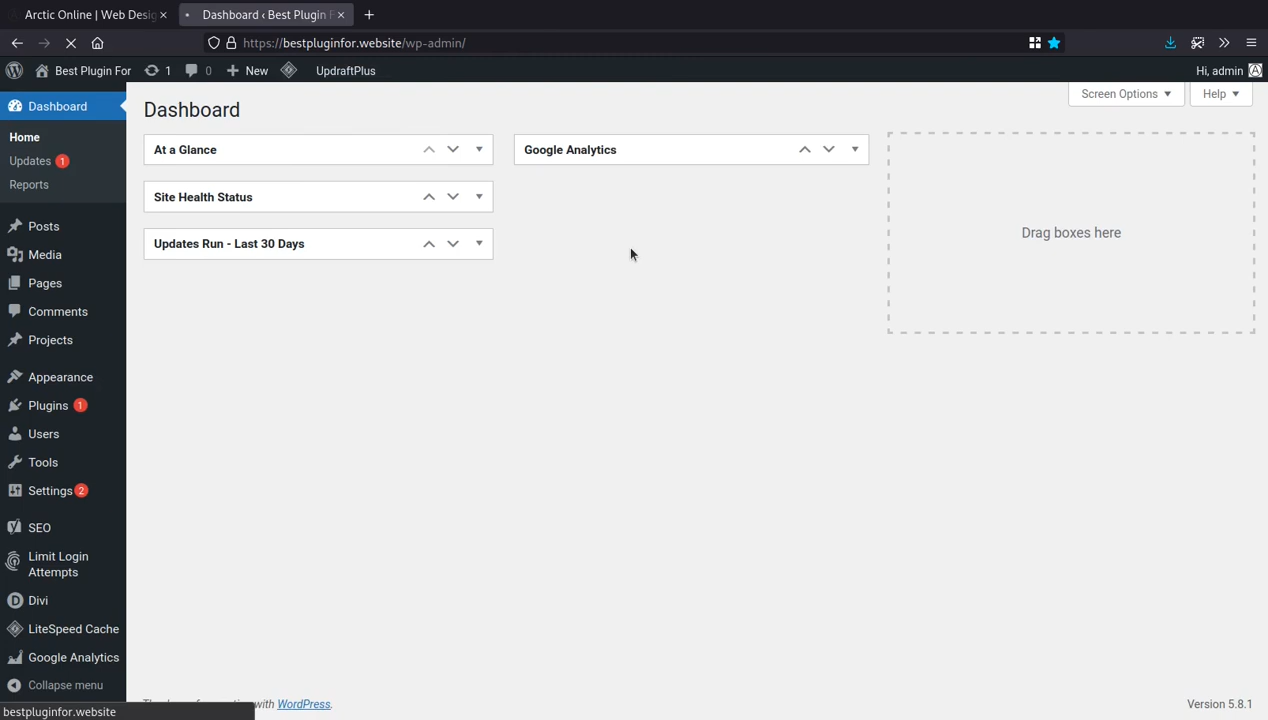 Arctic Online | Web Desig
Dashboard ‹ Best Plugin F
https://bestpluginfor.website/wp-admin/
Best Plugin For
1
0
New
UpdraftPlus
Hi, admin
Dashboard
Home
Updates 1
Reports
Posts
Media
Pages
Comments
Projects
Appearance
Plugins 1
Users
Tools
Settings 2
SEO
Limit Login
Attempts
Divi
LiteSpeed Cache
Google Analytics
Collapse menu
bestpluginfor.website
Screen Options
Help
Dashboard
At a Glance
Site Health Status
Updates Run - Last 30 Days
Google Analytics
Drag boxes here
with WordPress.
Version 5.8.1